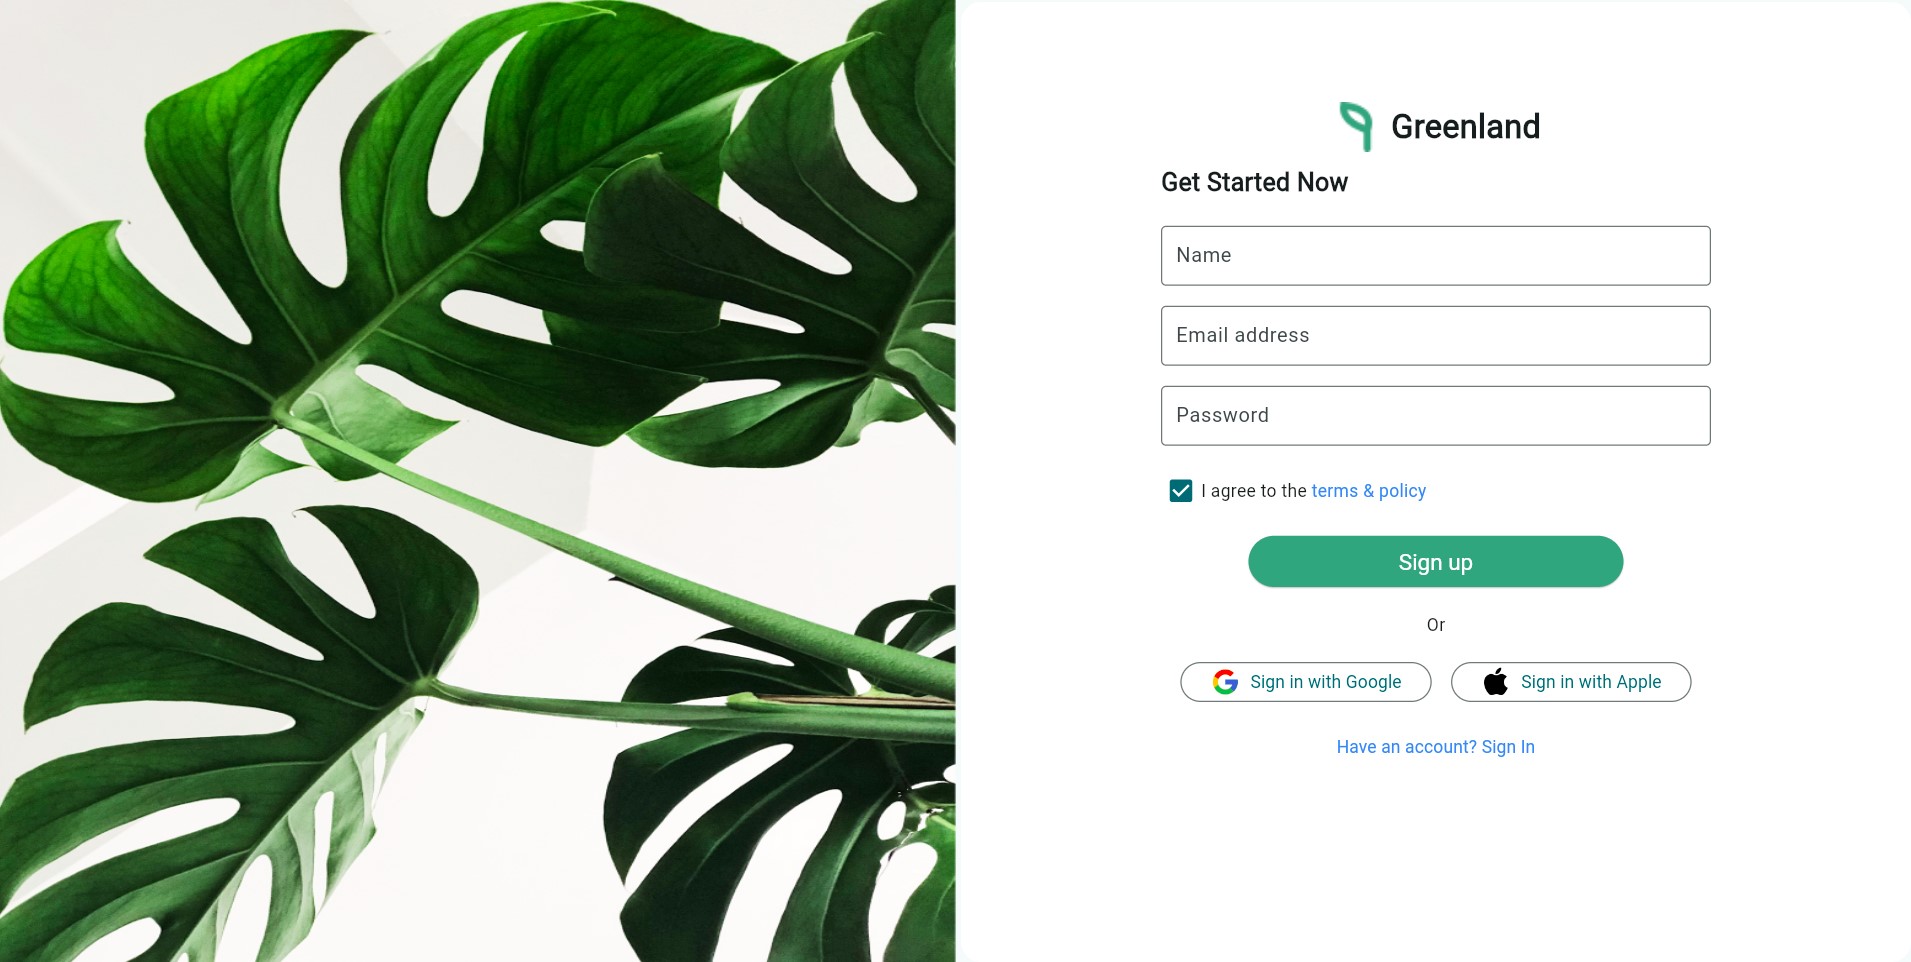 Greenland
Get Started Now
Name
Email address
Password
I agree to the terms & policy
Sign up
Or
Sign in with Google
Sign in with Apple
Have an account? Sign In